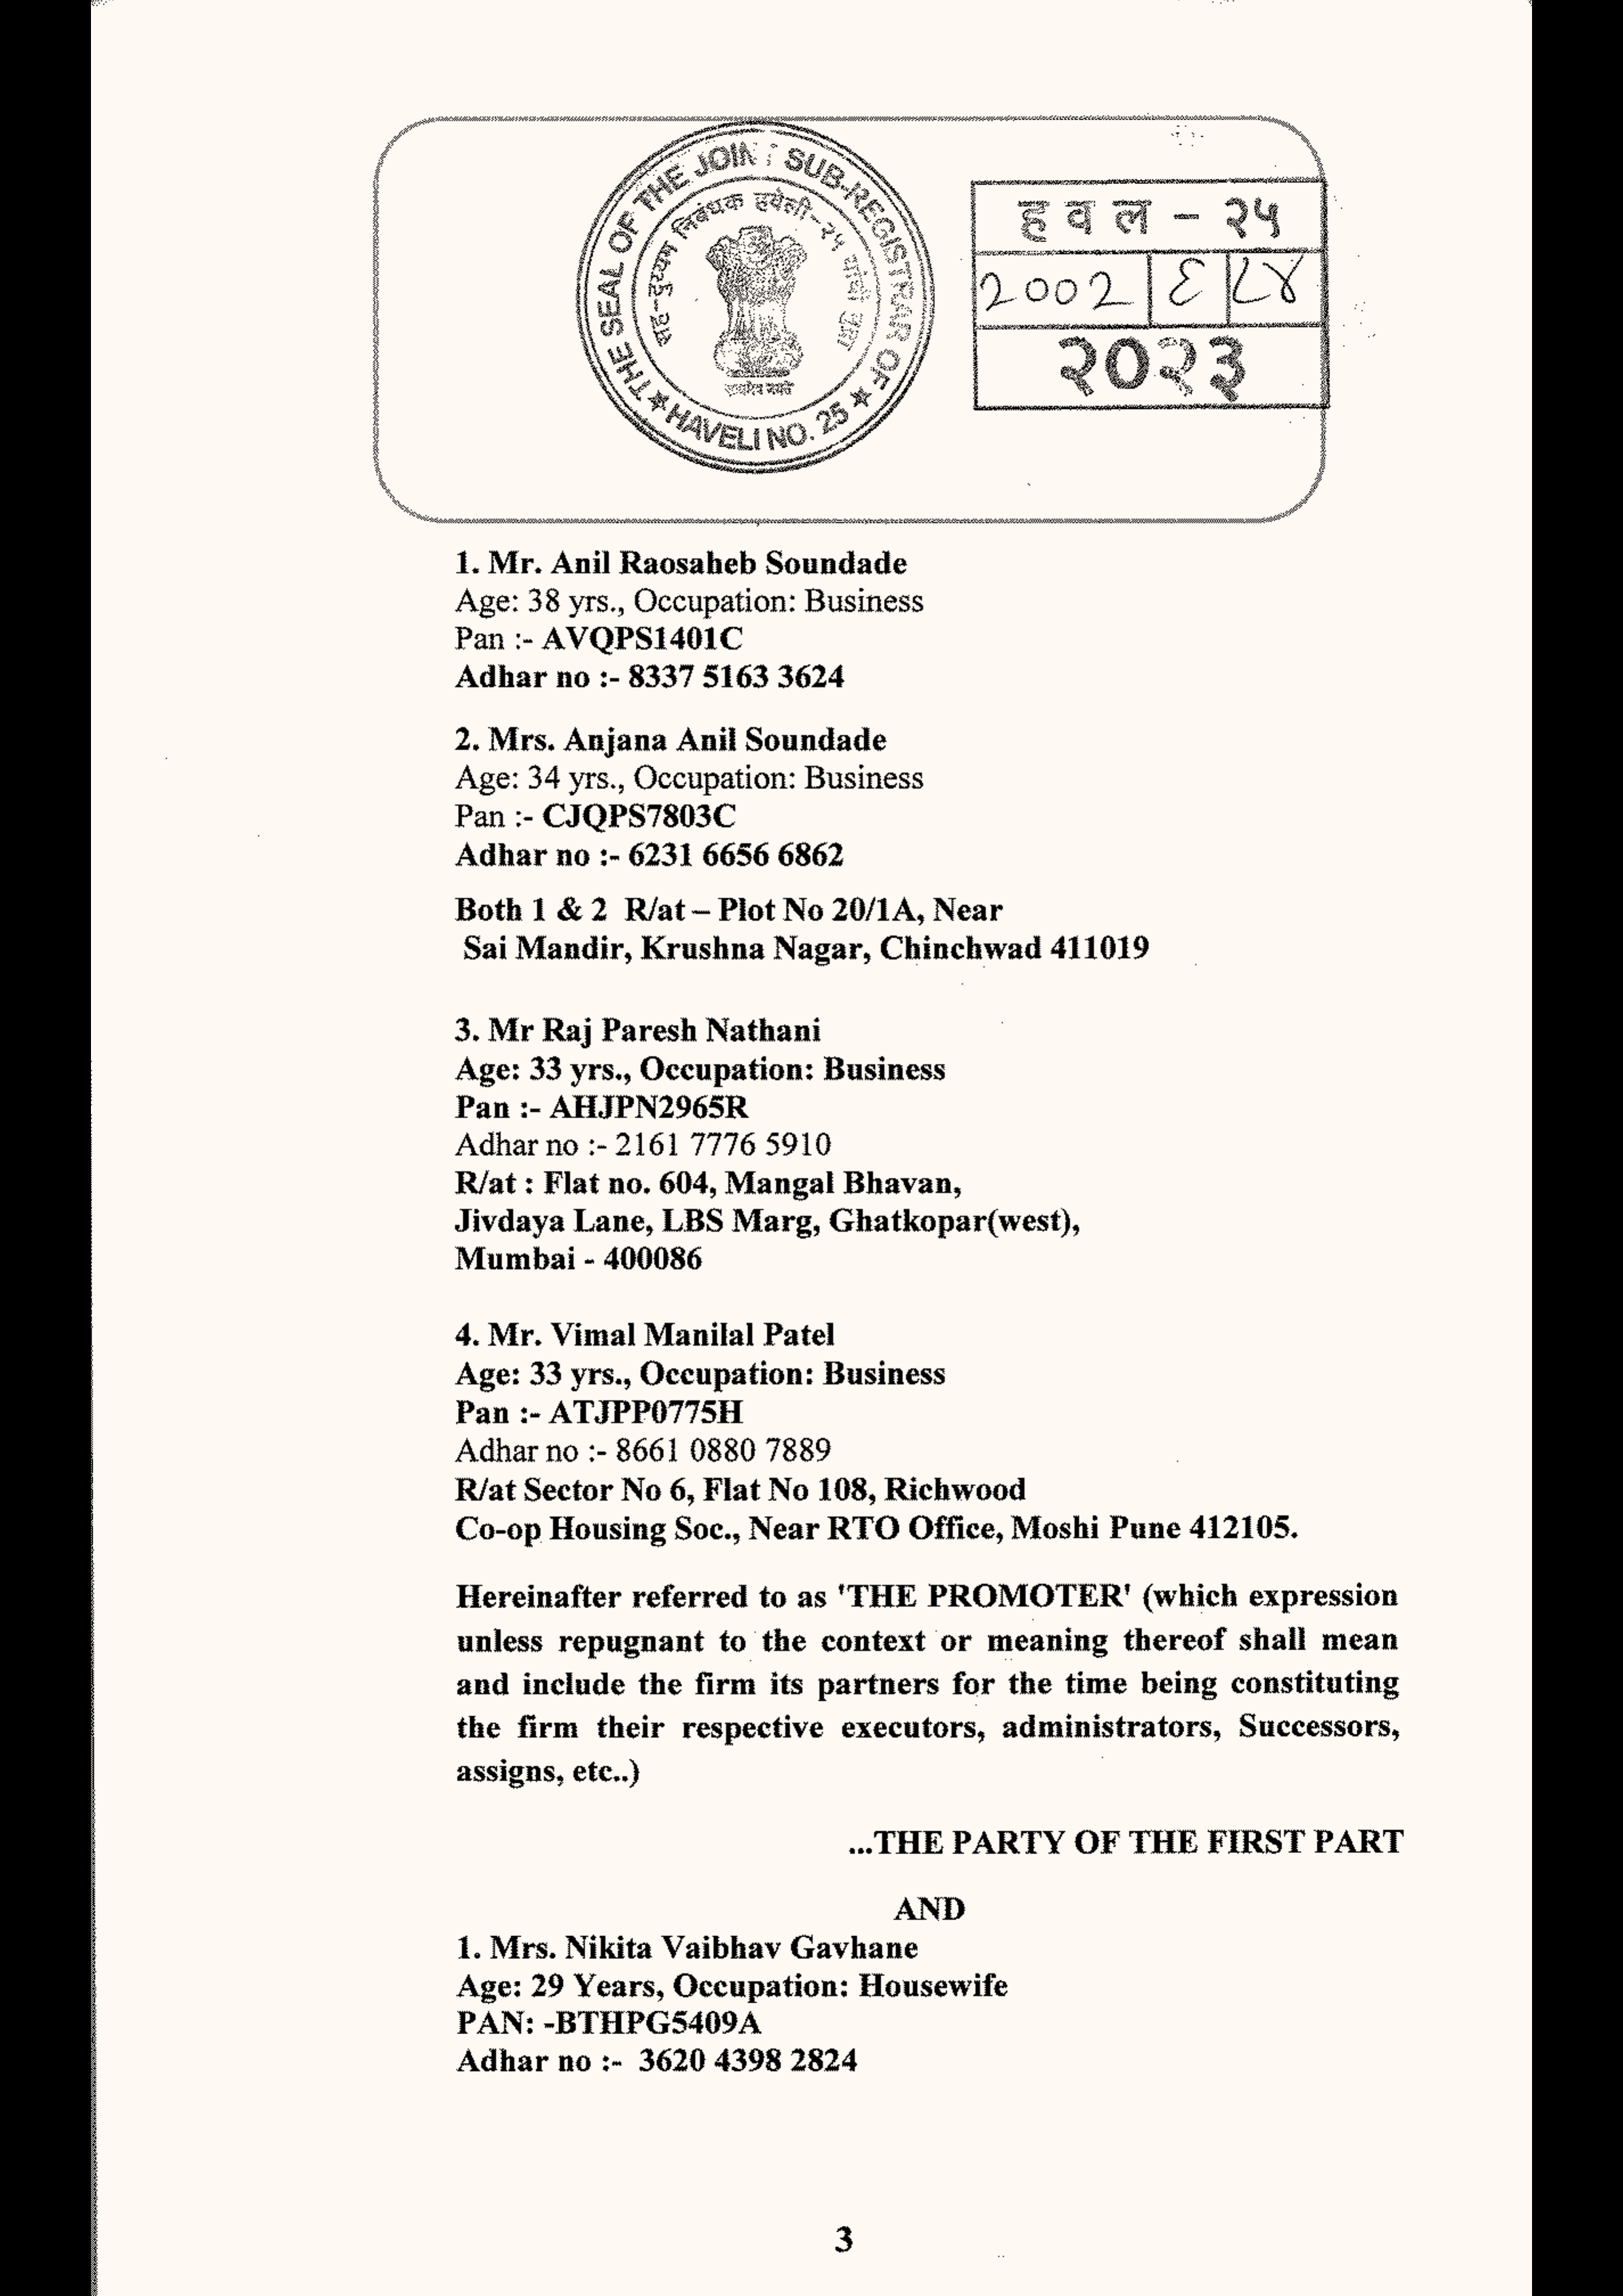 THE SEAL OF THE JOINT SUB-REGISTRAR OF
सह-दुय्यम निबंधक हवेली-२५
सत्यमेव जयते
★ HAVELI NO. 25 ★
ह व ल - २५
2002 ६ ८४
२०२३
1. Mr. Anil Raosaheb Soundade
Age: 38 yrs., Occupation: Business
Pan :- AVQPS1401C
Adhar no :- 8337 5163 3624
2. Mrs. Anjana Anil Soundade
Age: 34 yrs., Occupation: Business
Pan :- CJQPS7803C
Adhar no :- 6231 6656 6862
Both 1 & 2 R/at – Plot No 20/1A, Near
Sai Mandir, Krushna Nagar, Chinchwad 411019
3. Mr Raj Paresh Nathani
Age: 33 yrs., Occupation: Business
Pan :- AHJPN2965R
Adhar no :- 2161 7776 5910
R/at : Flat no. 604, Mangal Bhavan,
Jivdaya Lane, LBS Marg, Ghatkopar(west),
Mumbai - 400086
4. Mr. Vimal Manilal Patel
Age: 33 yrs., Occupation: Business
Pan :- ATJPP0775H
Adhar no :- 8661 0880 7889
R/at Sector No 6, Flat No 108, Richwood
Co-op Housing Soc., Near RTO Office, Moshi Pune 412105.
Hereinafter referred to as 'THE PROMOTER' (which expression
unless repugnant to the context or meaning thereof shall mean
and include the firm its partners for the time being constituting
the firm their respective executors, administrators, Successors,
assigns, etc..)
...THE PARTY OF THE FIRST PART
AND
1. Mrs. Nikita Vaibhav Gavhane
Age: 29 Years, Occupation: Housewife
PAN: -BTHPG5409A
Adhar no :- 3620 4398 2824
3